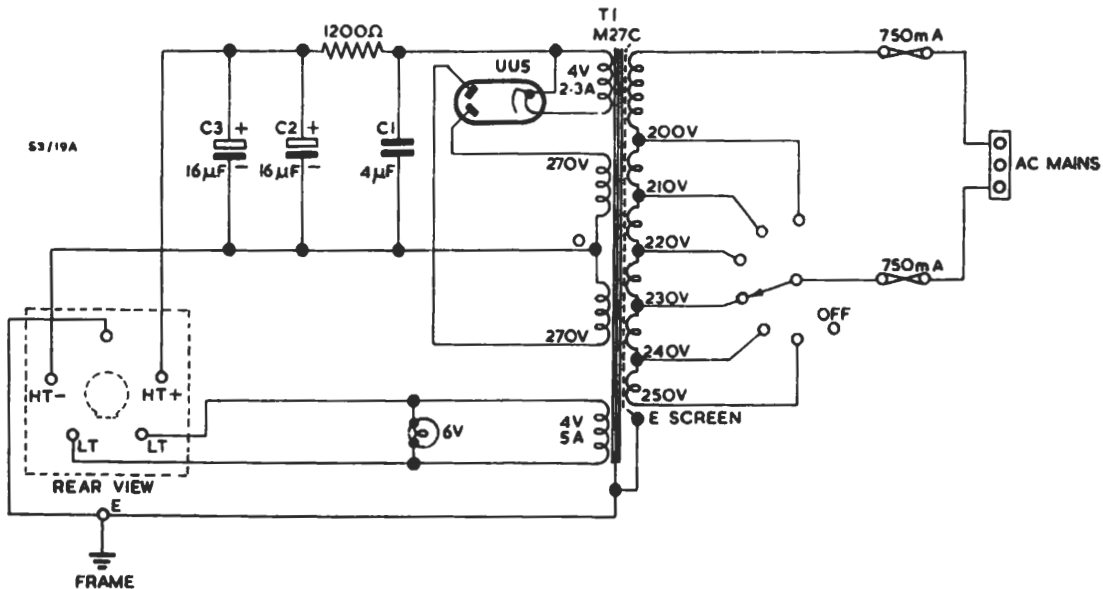 T1
M27C
750mA
1200Ω
UU5
4V
2·3A
200V
S3/19A
C3 +
16μF -
C2 +
16μF -
C1
4μF
270V
AC MAINS
210V
O
220V
750mA
230V
OFF
270V
240V
HT-
HT+
250V
E SCREEN
6V
4V
5A
LT
LT
REAR VIEW
E
FRAME